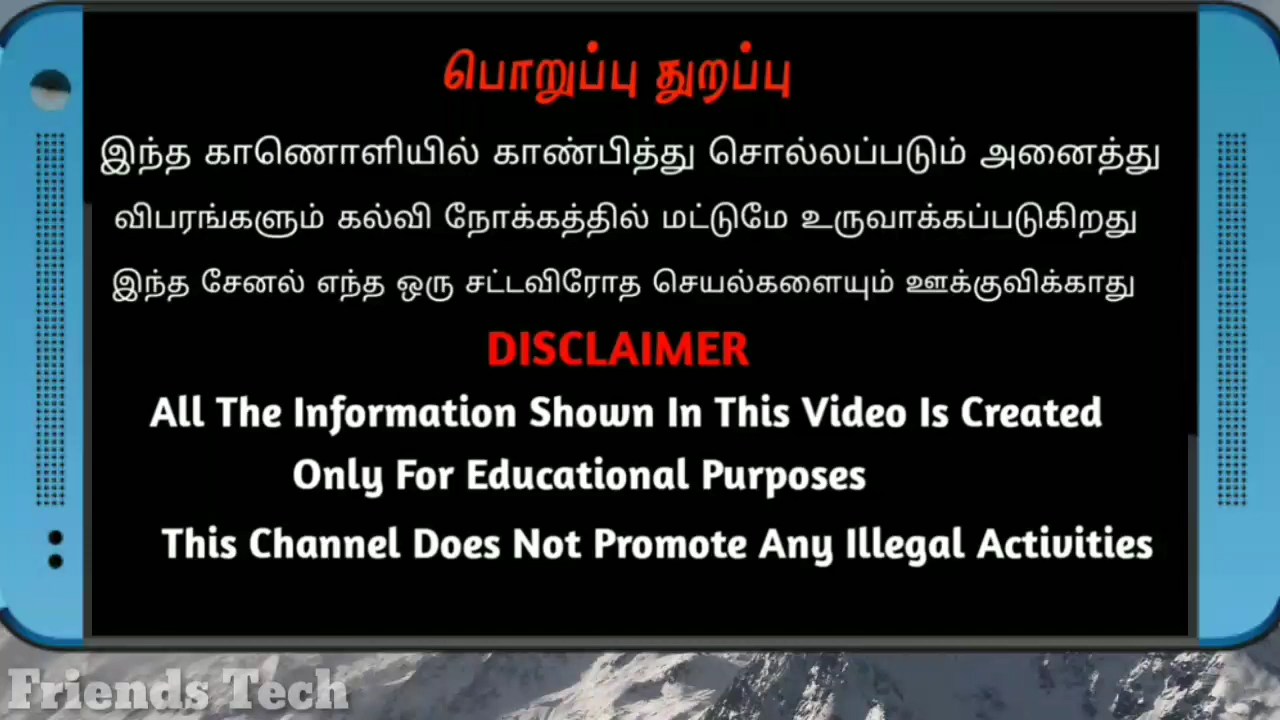 பொறுப்பு துறப்பு
இந்த காணொளியில் காண்பித்து சொல்லப்படும் அனைத்து
விபரங்களும் கல்வி நோக்கத்தில் மட்டுமே உருவாக்கப்படுகிறது
இந்த சேனல் எந்த ஒரு சட்டவிரோத செயல்களையும் ஊக்குவிக்காது
DISCLAIMER
All The Information Shown In This Video Is Created
Only For Educational Purposes
This Channel Does Not Promote Any Illegal Activities
Friends Tech